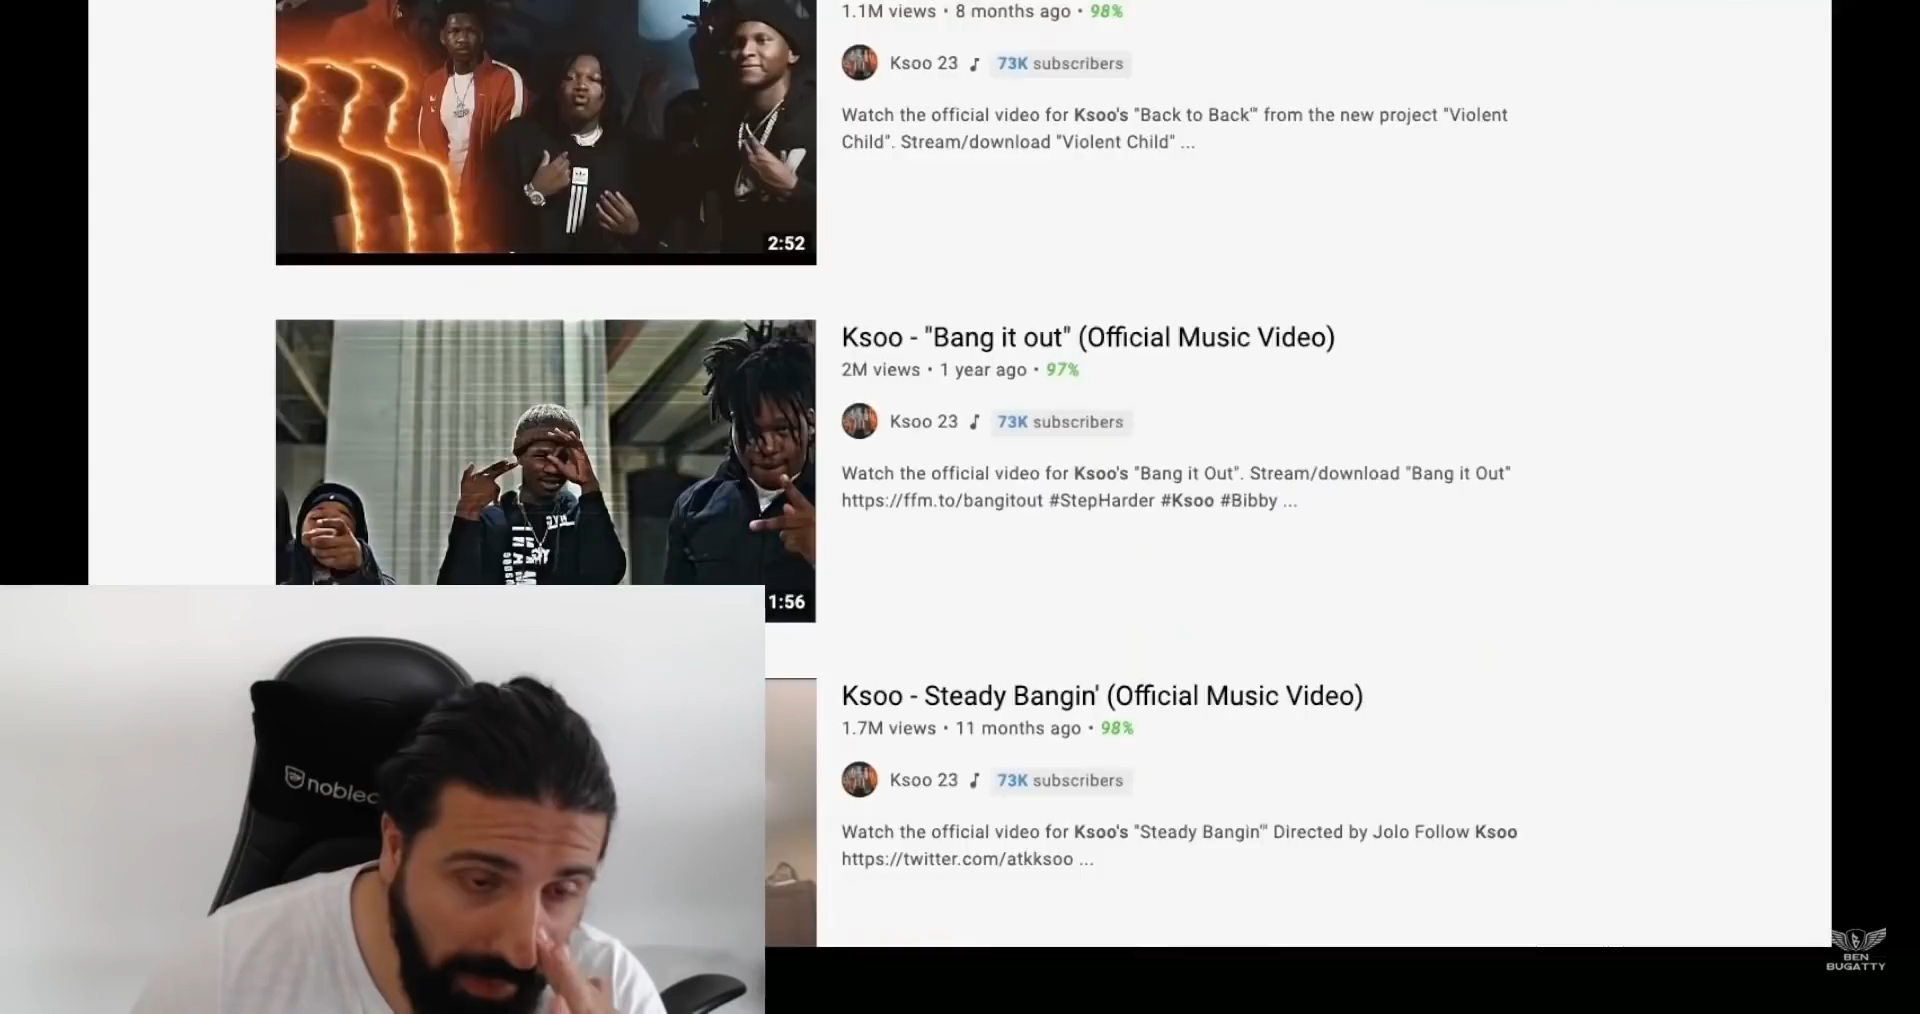 1.1M views • 8 months ago • 98%
Ksoo 23 ♪ 73K subscribers
Watch the official video for Ksoo's "Back to Back'" from the new project "Violent
Child". Stream/download "Violent Child" ...
2:52
Ksoo - "Bang it out" (Official Music Video)
2M views • 1 year ago • 97%
Ksoo 23 ♪ 73K subscribers
Watch the official video for Ksoo's "Bang it Out". Stream/download "Bang it Out"
https://ffm.to/bangitout #StepHarder #Ksoo #Bibby ...
1:56
Ksoo - Steady Bangin' (Official Music Video)
1.7M views • 11 months ago • 98%
Ksoo 23 ♪ 73K subscribers
Watch the official video for Ksoo's "Steady Bangin'" Directed by Jolo Follow Ksoo
https://twitter.com/atkksoo ...
noblec
BEN
BUGATTY